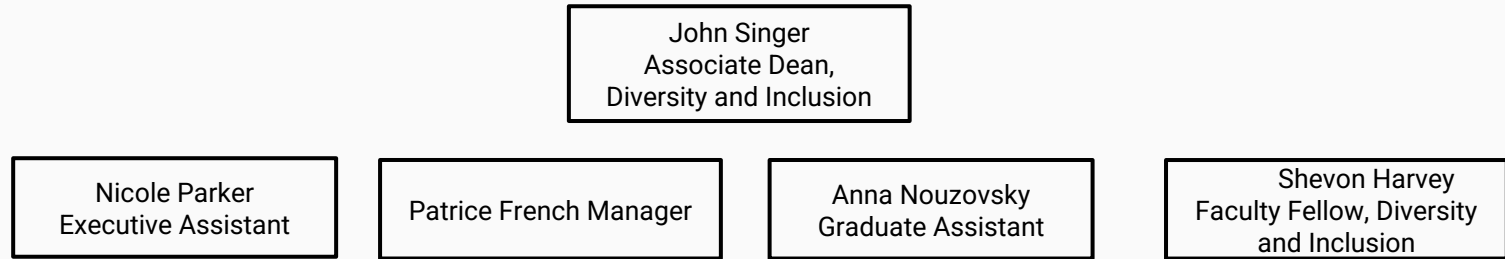 John Singer
Associate Dean,
Diversity and Inclusion
Nicole Parker
Executive Assistant
Patrice French Manager
Anna Nouzovsky
Graduate Assistant
Shevon Harvey
Faculty Fellow, Diversity
and Inclusion